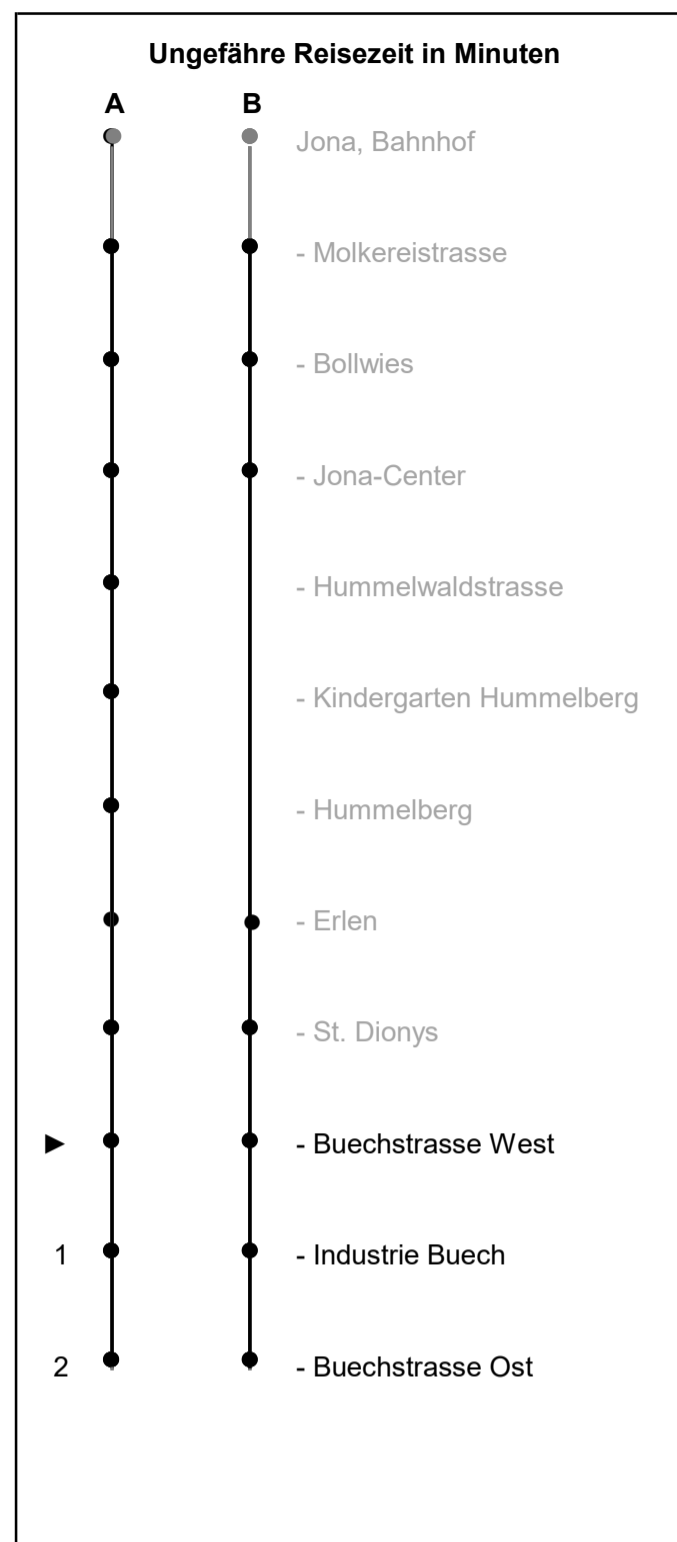 Ungefähre Reisezeit in Minuten
A B
Jona, Bahnhof
- Molkereistrasse
- Bollwies
- Jona-Center
- Hummelwaldstrasse
- Kindergarten Hummelberg
- Hummelberg
- Erlen
- St. Dionys
- Buechstrasse West
1 - Industrie Buech
2 - Buechstrasse Ost